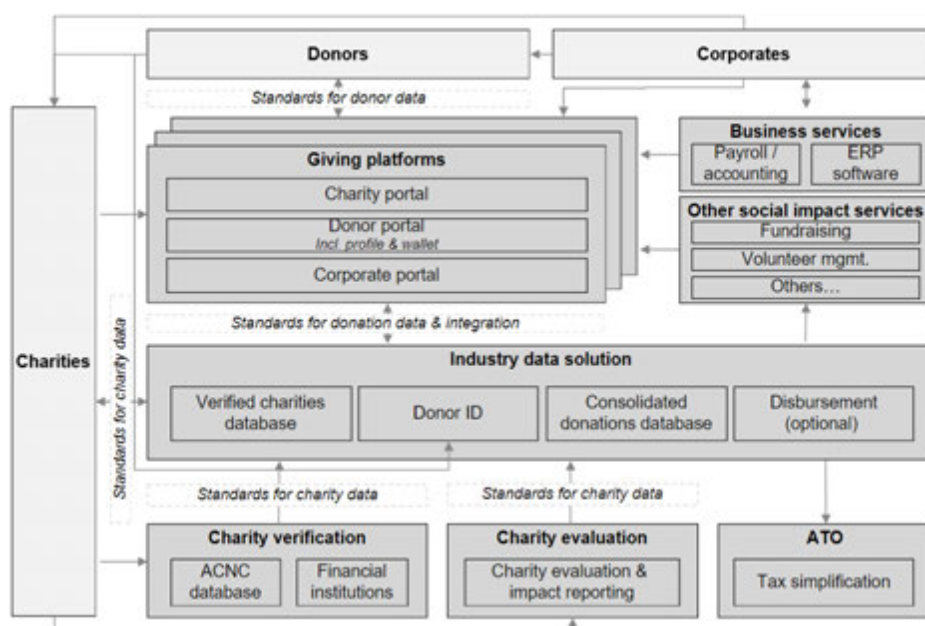 Donors
Corporates
Standards for donor data
Giving platforms
Charity portal
Donor portal
Incl. profile & wallet
Corporate portal
Business services
Payroll /
accounting
ERP
software
Other social impact services
Fundraising
Volunteer mgmt.
Others...
Standards for donation data & integration
Charities
Standards for charity data
Industry data solution
Verified charities
database
Donor ID
Consolidated
donations database
Disbursement
(optional)
Standards for charity data
Standards for charity data
Charity verification
ACNC
database
Financial
institutions
Charity evaluation
Charity evaluation &
impact reporting
ATO
Tax simplification